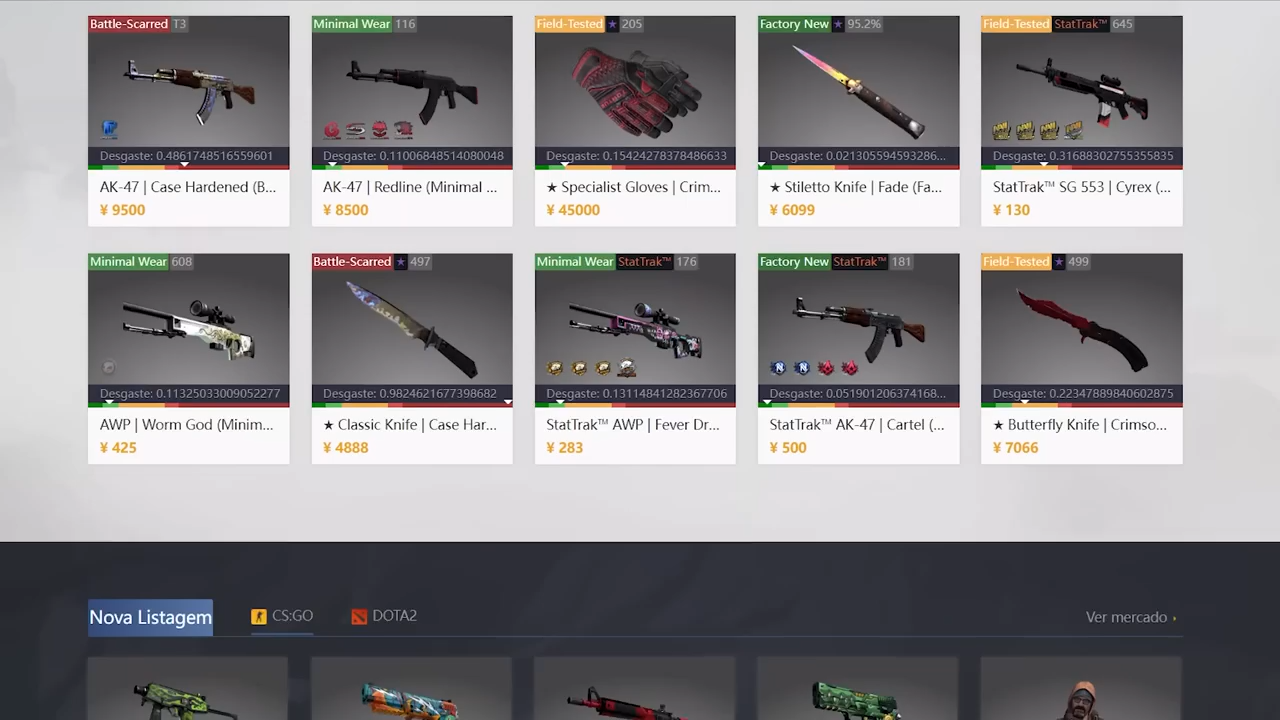 Battle-Scarred T3
Minimal Wear 116
Field-Tested ★ 205
Factory New ★ 95.2%
Field-Tested StatTrak™ 645
Desgaste: 0.4861748516559601
Desgaste: 0.11006848514080048
Desgaste: 0.15424278378486633
Desgaste: 0.021305594593286...
Desgaste: 0.31688302755355835
AK-47 | Case Hardened (B...
AK-47 | Redline (Minimal ...
★ Specialist Gloves | Crim...
★ Stiletto Knife | Fade (Fa...
StatTrak™ SG 553 | Cyrex (...
¥ 9500
¥ 8500
¥ 45000
¥ 6099
¥ 130
Minimal Wear 608
Battle-Scarred ★ 497
Minimal Wear StatTrak™ 176
Factory New StatTrak™ 181
Field-Tested ★ 499
Desgaste: 0.11325033009052277
Desgaste: 0.9824621677398682
Desgaste: 0.13114841282367706
Desgaste: 0.051901206374168...
Desgaste: 0.22347889840602875
AWP | Worm God (Minim...
★ Classic Knife | Case Har...
StatTrak™ AWP | Fever Dr...
StatTrak™ AK-47 | Cartel (...
★ Butterfly Knife | Crimso...
¥ 425
¥ 4888
¥ 283
¥ 500
¥ 7066
Nova Listagem
CS:GO
DOTA2
Ver mercado